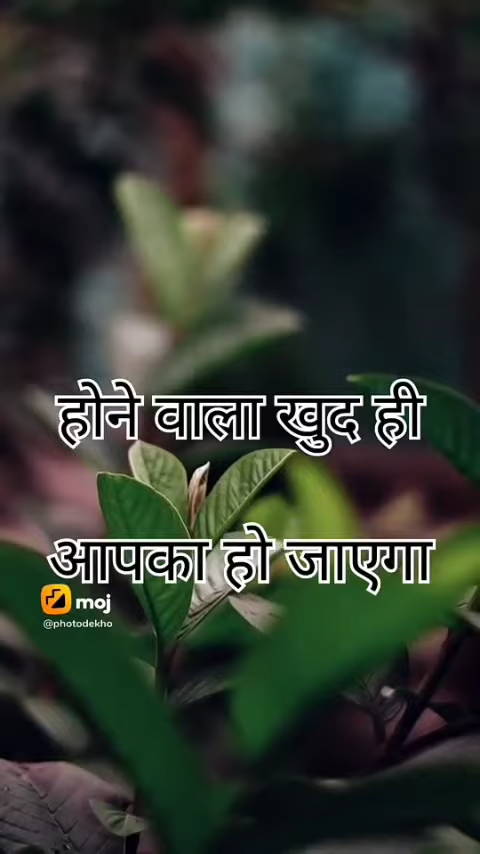 होने वाला खुद ही
आपका हो जाएगा
moj
@photodekho